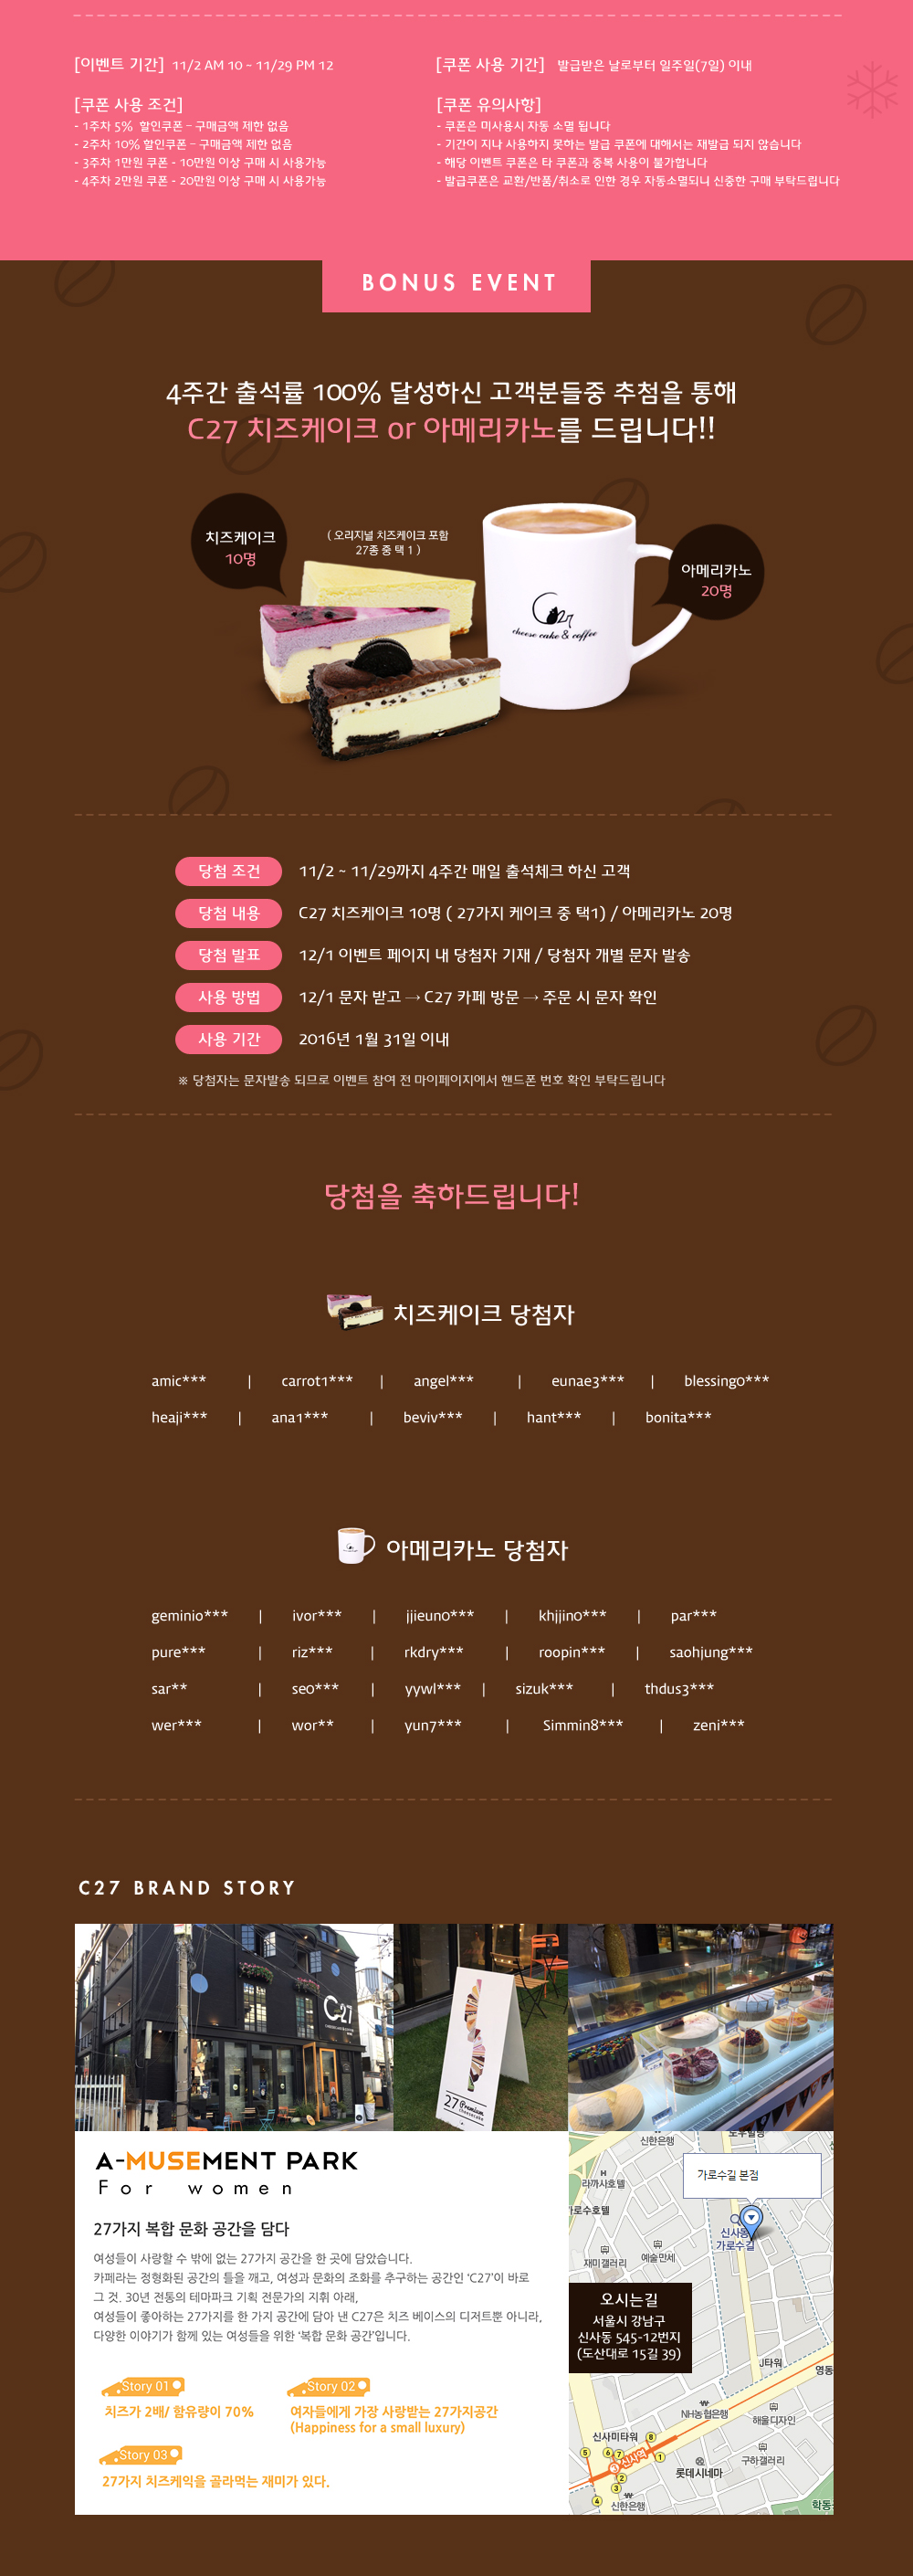 [이벤트 기간] 11/2 AM 10 ~ 11/29 PM 12
[쿠폰 사용 조건]
- 1주차 5% 할인쿠폰 – 구매금액 제한 없음
- 2주차 10% 할인쿠폰 – 구매금액 제한 없음
- 3주차 1만원 쿠폰 - 10만원 이상 구매 시 사용가능
- 4주차 2만원 쿠폰 - 20만원 이상 구매 시 사용가능
[쿠폰 사용 기간] 발급받은 날로부터 일주일(7일) 이내
[쿠폰 유의사항]
- 쿠폰은 미사용시 자동 소멸 됩니다
- 기간이 지나 사용하지 못하는 발급 쿠폰에 대해서는 재발급 되지 않습니다
- 해당 이벤트 쿠폰은 타 쿠폰과 중복 사용이 불가합니다
- 발급쿠폰은 교환/반품/취소로 인한 경우 자동소멸되니 신중한 구매 부탁드립니다
BONUS EVENT
4주간 출석률 100% 달성하신 고객분들중 추첨을 통해
C27 치즈케이크 or 아메리카노를 드립니다!!
치즈케이크
10명
( 오리지널 치즈케이크 포함
27종 중 택 1 )
아메리카노
20명
C27
cheese cake & coffee
당첨 조건 11/2 ~ 11/29까지 4주간 매일 출석체크 하신 고객
당첨 내용 C27 치즈케이크 10명 ( 27가지 케이크 중 택1) / 아메리카노 20명
당첨 발표 12/1 이벤트 페이지 내 당첨자 기재 / 당첨자 개별 문자 발송
사용 방법 12/1 문자 받고 → C27 카페 방문 → 주문 시 문자 확인
사용 기간 2016년 1월 31일 이내
※ 당첨자는 문자발송 되므로 이벤트 참여 전 마이페이지에서 핸드폰 번호 확인 부탁드립니다
당첨을 축하드립니다!
치즈케이크 당첨자
amic*** | carrot1*** | angel*** | eunae3*** | blessing0***
heaji*** | ana1*** | beviv*** | hant*** | bonita***
아메리카노 당첨자
geminio*** | ivor*** | jjieun0*** | khjjin0*** | par***
pure*** | riz*** | rkdry*** | roopin*** | saohjung***
sar** | seo*** | yywl*** | sizuk*** | thdus3***
wer*** | wor** | yun7*** | Simmin8*** | zeni***
C27 BRAND STORY
C27
27 Premium
Cheesecake
A-MUSEMENT PARK
For women
27가지 복합 문화 공간을 담다
여성들이 사랑할 수 밖에 없는 27가지 공간을 한 곳에 담았습니다.
카페라는 정형화된 공간의 틀을 깨고, 여성과 문화의 조화를 추구하는 공간인 ‘C27’이 바로
그 것. 30년 전통의 테마파크 기획 전문가의 지휘 아래,
여성들이 좋아하는 27가지를 한 가지 공간에 담아 낸 C27은 치즈 베이스의 디저트뿐 아니라,
다양한 이야기가 함께 있는 여성들을 위한 ‘복합 문화 공간’입니다.
Story 01
치즈가 2배/ 함유량이 70%
Story 02
여자들에게 가장 사랑받는 27가지공간
(Happiness for a small luxury)
Story 03
27가지 치즈케익을 골라먹는 재미가 있다.
신한은행
가로수길 본점
H
라까사호텔
가로수호텔
신사동
가로수길
재미갤러리
예술만세
오시는길
서울시 강남구
신사동 545-12번지
(도산대로 15길 39)
J타워
영동
NH농협은행
해울디자인
신사미타워
구하갤러리
5 6 7 8 1
3 신사역
2
3
4
롯데시네마
신한은행
학동